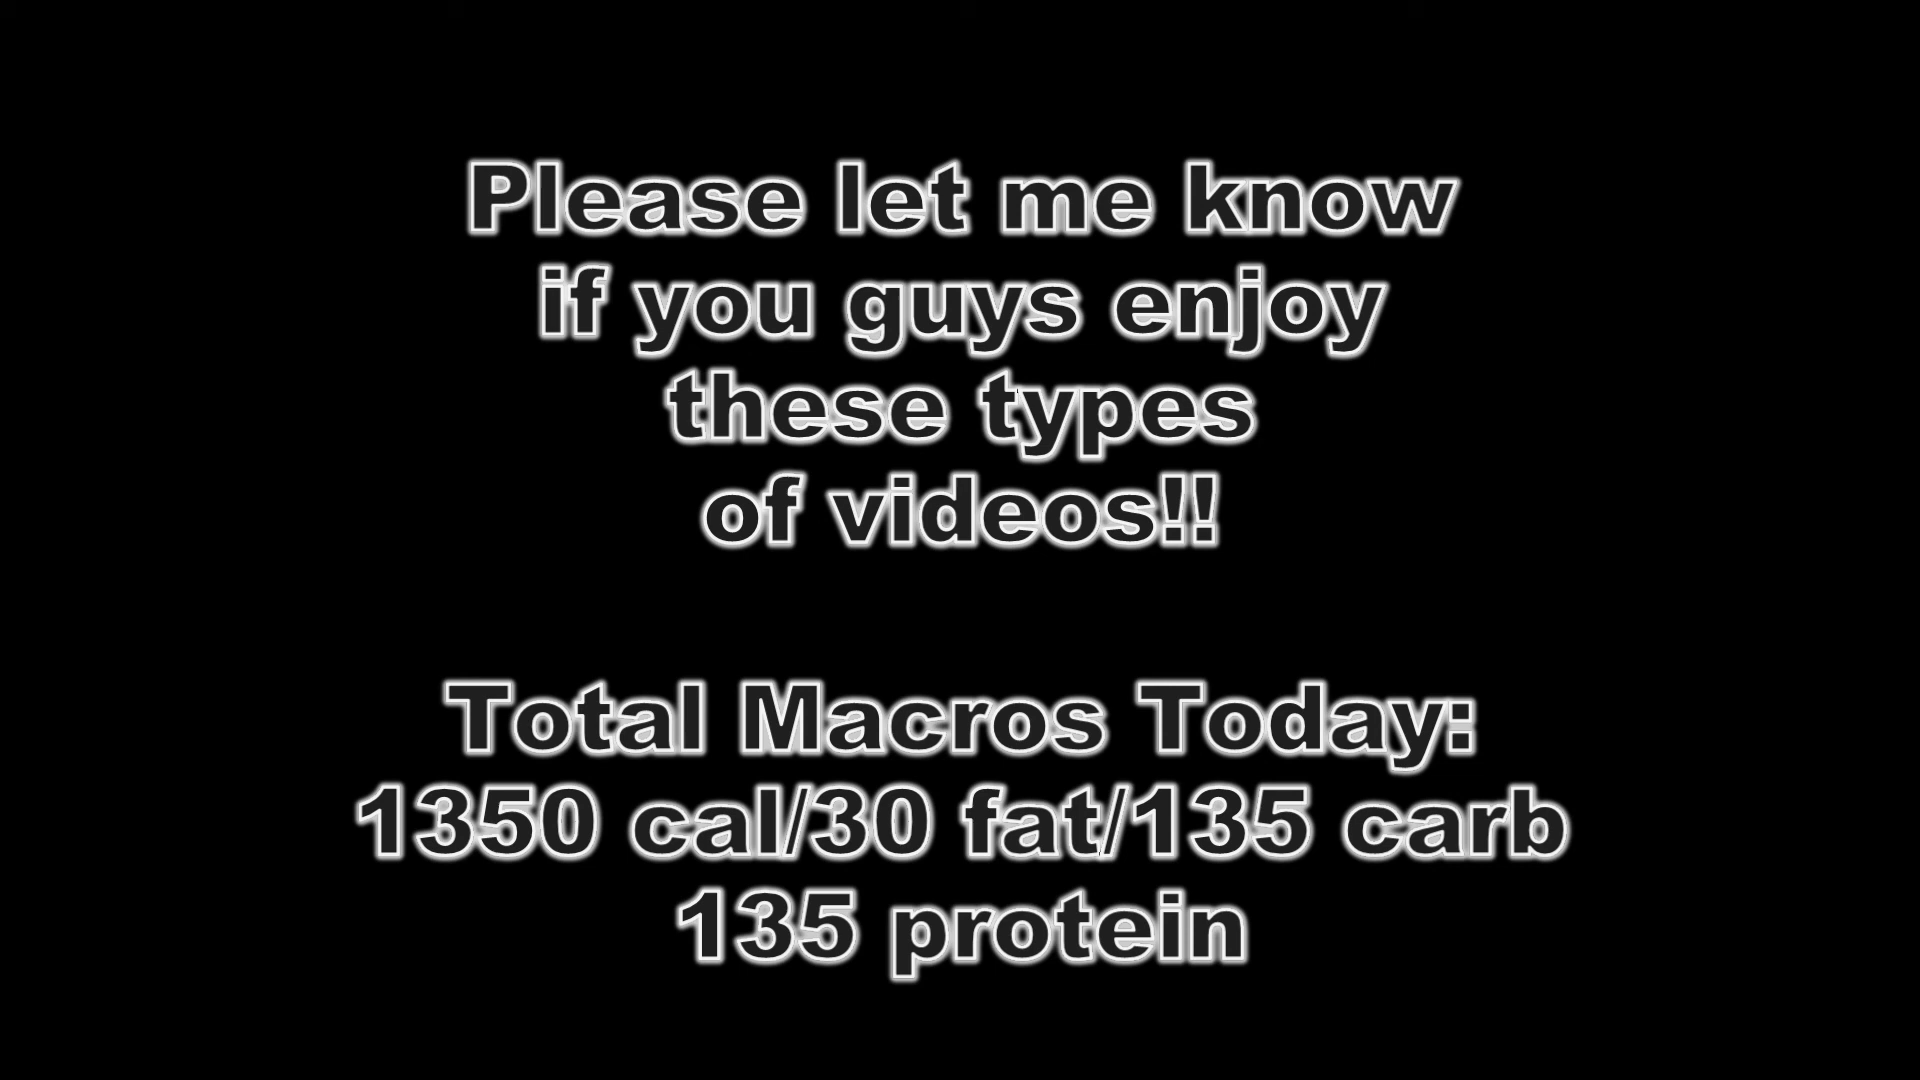 Please let me know
if you guys enjoy
these types
of videos!!
Total Macros Today:
1350 cal/30 fat/135 carb
135 protein